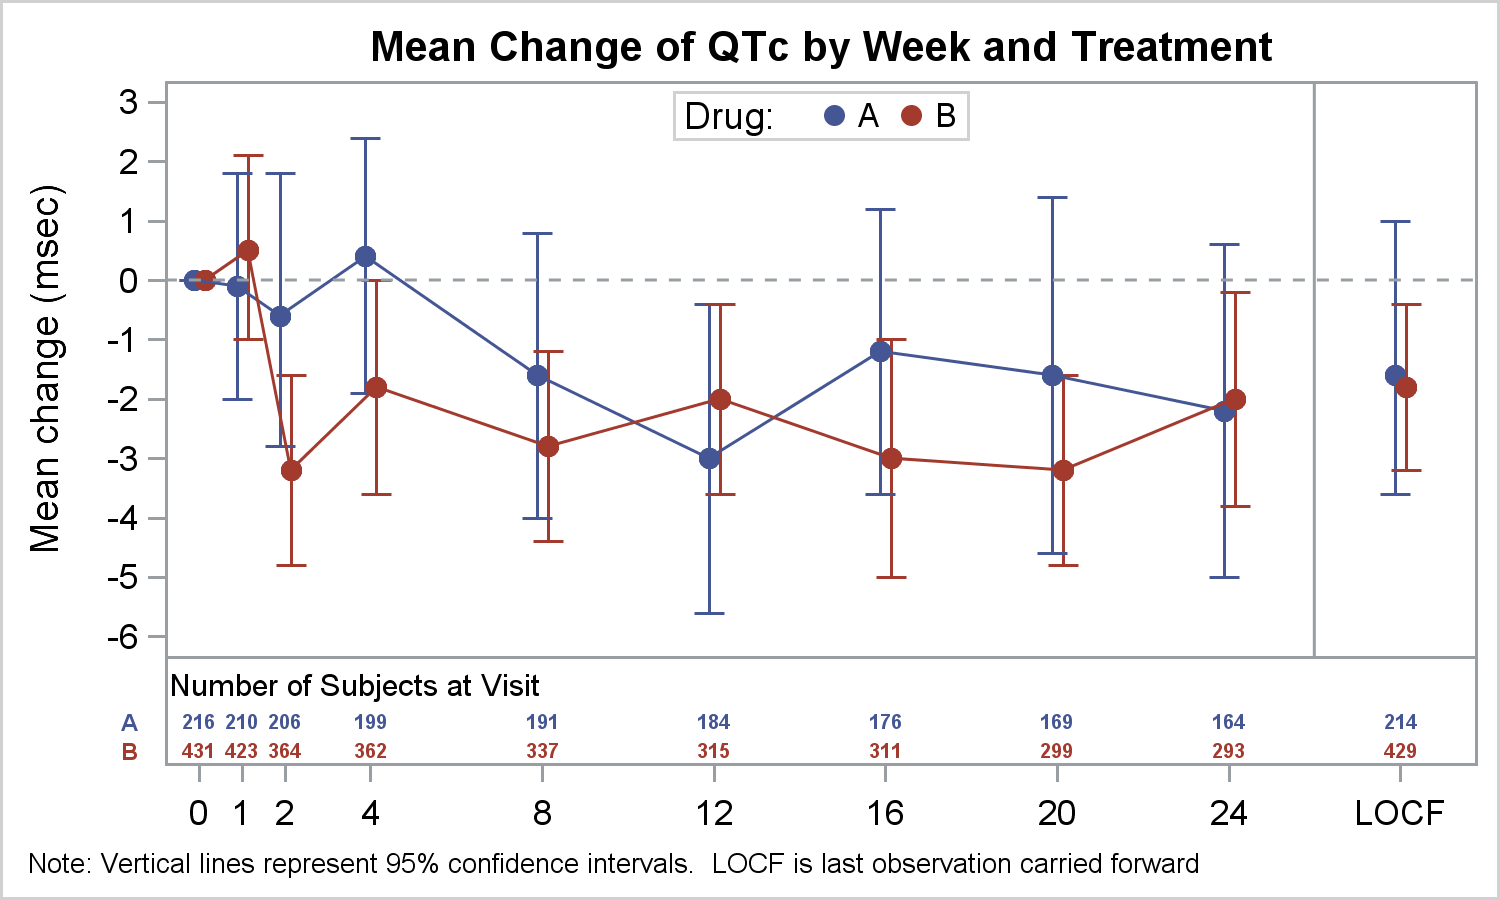 Mean Change of QTc by Week and Treatment
Drug: A B
Mean change (msec)
3
2
1
0
-1
-2
-3
-4
-5
-6
Number of Subjects at Visit
A 216 210 206 199 191 184 176 169 164 214
B 431 423 364 362 337 315 311 299 293 429
0 1 2 4 8 12 16 20 24 LOCF
Note: Vertical lines represent 95% confidence intervals.  LOCF is last observation carried forward